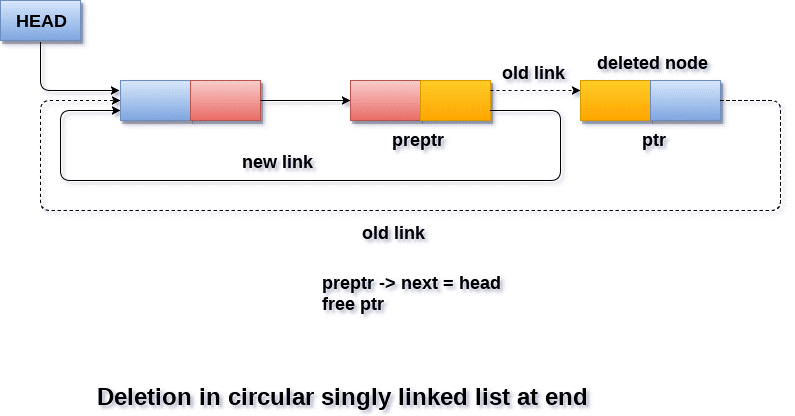 HEAD
old link
deleted node
preptr
ptr
new link
old link
preptr -> next = head
free ptr
Deletion in circular singly linked list at end